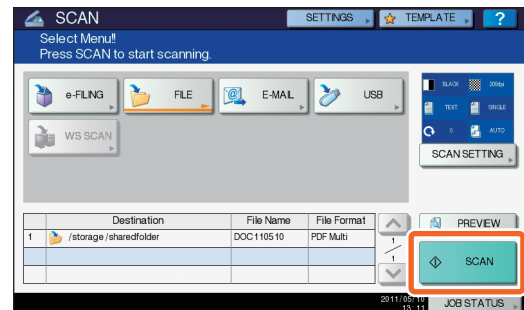 SCAN SETTINGS TEMPLATE ?
Select Menu!!
Press SCAN to start scanning.
e-FILING FILE E-MAIL USB
BLACK 200dpi
TEXT SINGLE
0 AUTO
WS SCAN
SCAN SETTING
Destination File Name File Format
PREVIEW
1 /storage/sharedfolder DOC110510 PDF Multi
1
1
SCAN
2011/05/10
13:11
JOB STATUS